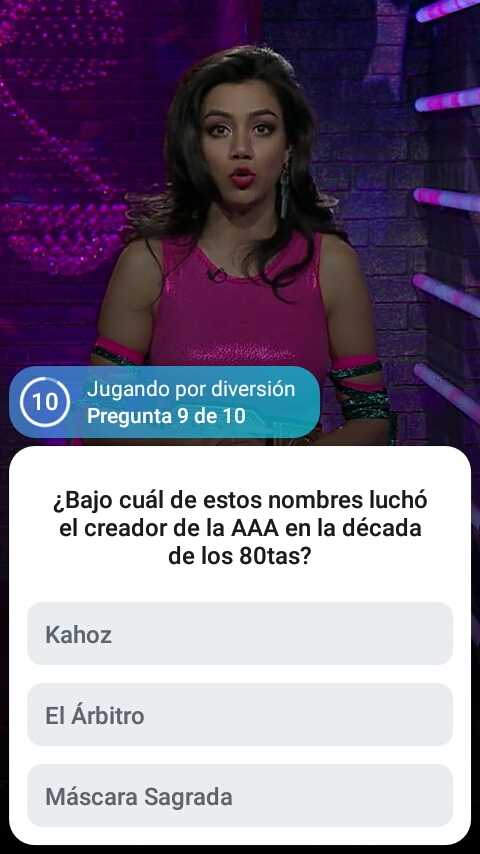 10
Jugando por diversión
Pregunta 9 de 10
¿Bajo cuál de estos nombres luchó
el creador de la AAA en la década
de los 80tas?
Kahoz
El Árbitro
Máscara Sagrada